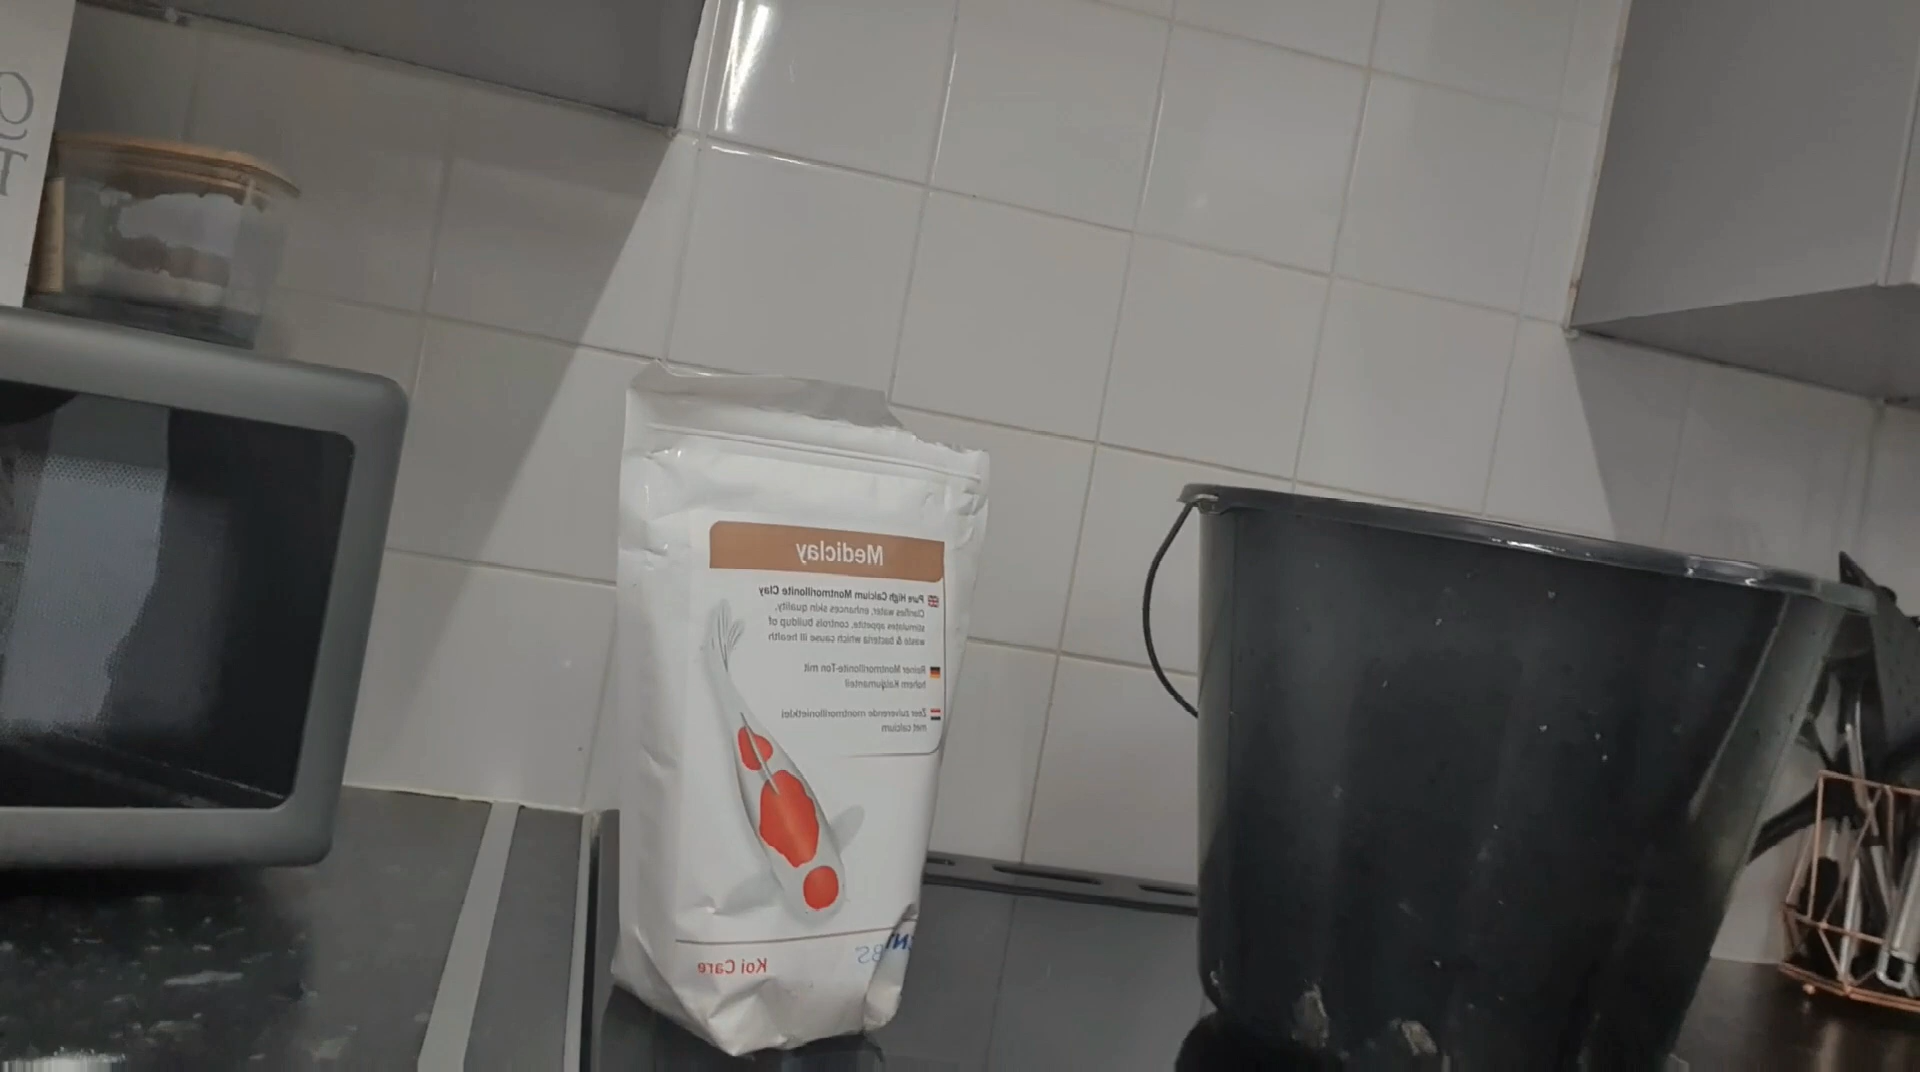 Mediclay
Pure High Calcium Montmorillonite Clay
Clarifies water, enhances skin quality,
stimulates appetite, controls buildup of
waste & bacteria which cause ill health
Reiner Montmorillonite-Ton mit
hohem Kalziumanteil
Zeer zuiverende montmorillonietklei
met calcium
Koi Care